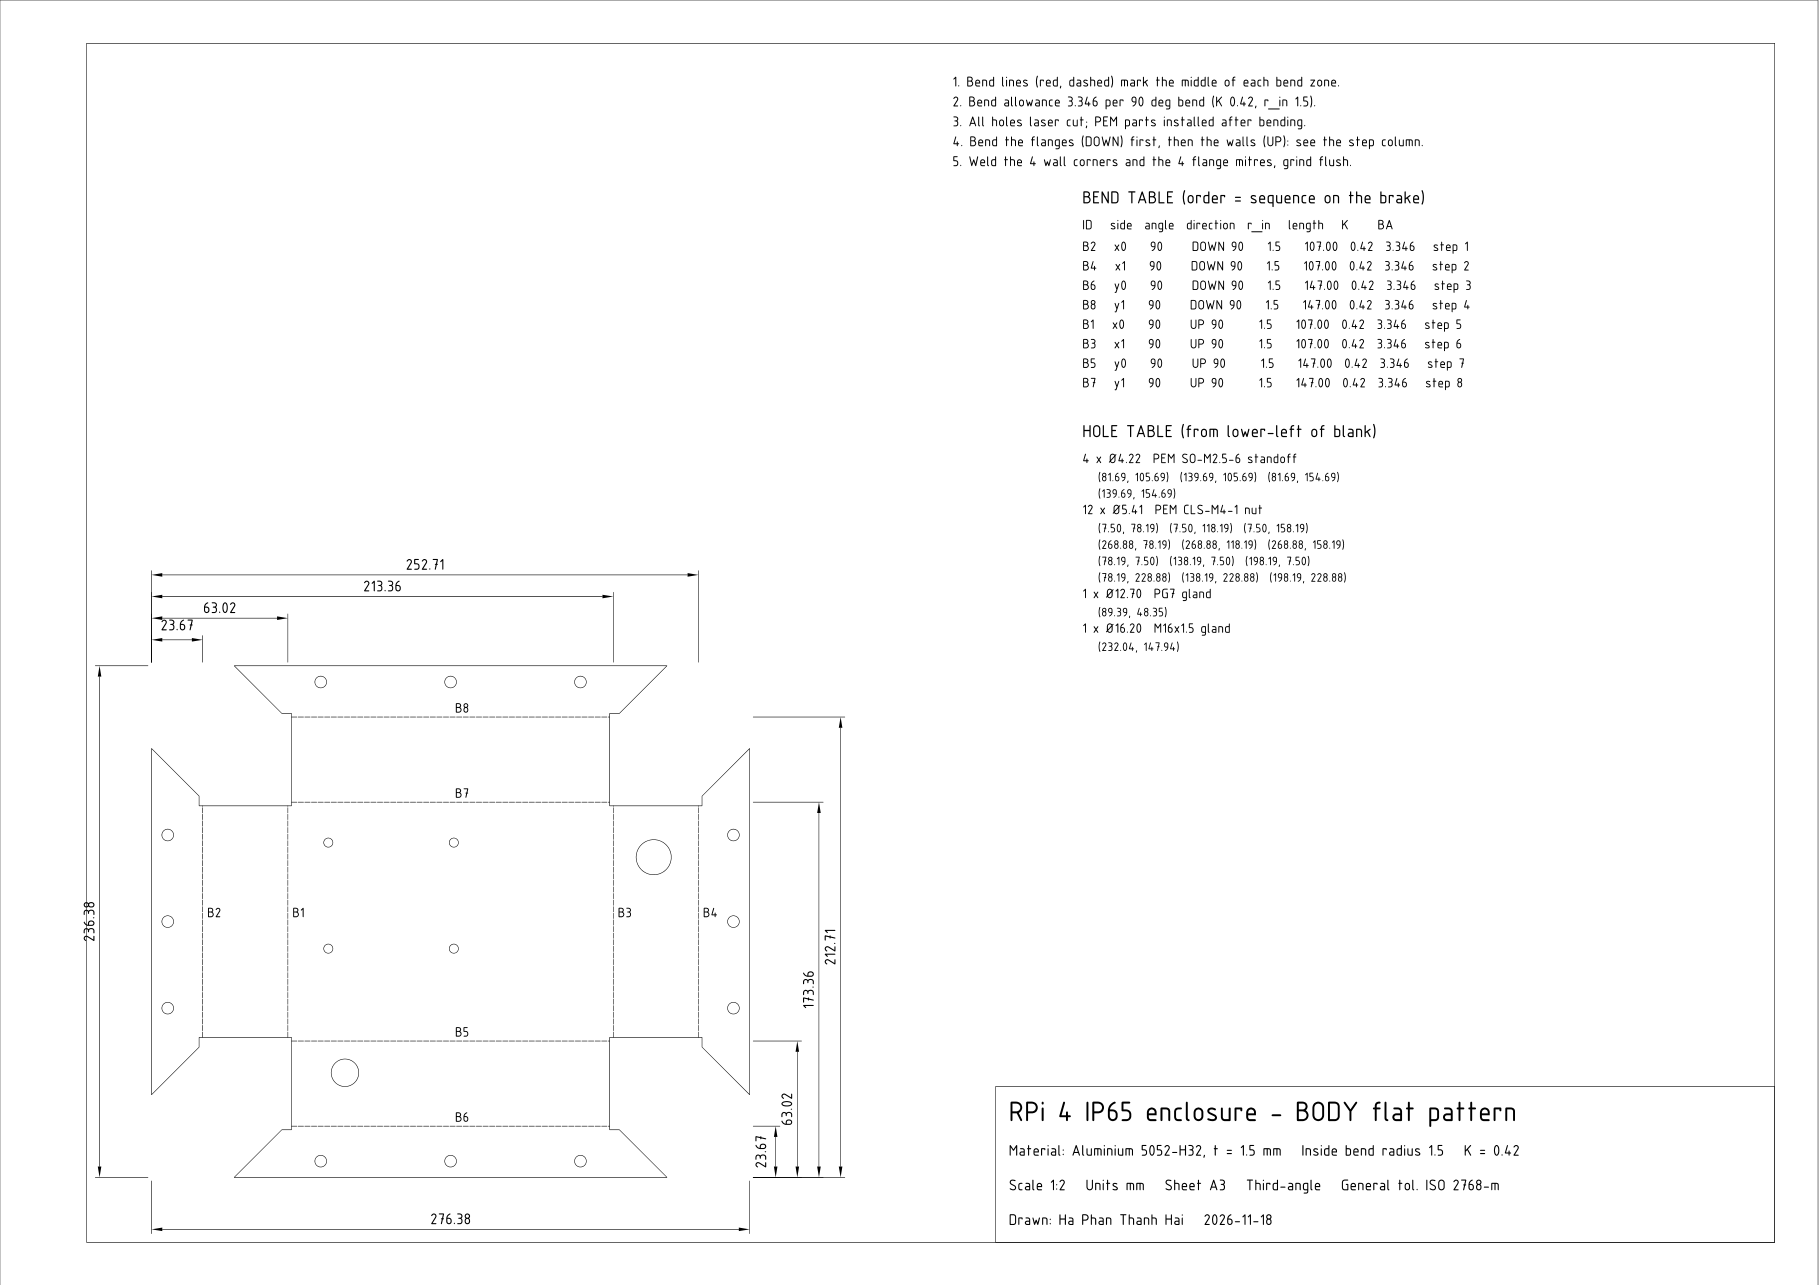 1. Bend lines (red, dashed) mark the middle of each bend zone.
2. Bend allowance 3.346 per 90 deg bend (K 0.42, r_in 1.5).
3. All holes laser cut; PEM parts installed after bending.
4. Bend the flanges (DOWN) first, then the walls (UP): see the step column.
5. Weld the 4 wall corners and the 4 flange mitres, grind flush.
BEND TABLE (order = sequence on the brake)
ID side angle direction r_in length K BA
B2 x0 90 DOWN 90 1.5 107.00 0.42 3.346 step 1
B4 x1 90 DOWN 90 1.5 107.00 0.42 3.346 step 2
B6 y0 90 DOWN 90 1.5 147.00 0.42 3.346 step 3
B8 y1 90 DOWN 90 1.5 147.00 0.42 3.346 step 4
B1 x0 90 UP 90 1.5 107.00 0.42 3.346 step 5
B3 x1 90 UP 90 1.5 107.00 0.42 3.346 step 6
B5 y0 90 UP 90 1.5 147.00 0.42 3.346 step 7
B7 y1 90 UP 90 1.5 147.00 0.42 3.346 step 8
HOLE TABLE (from lower-left of blank)
4 x Ø4.22 PEM SO-M2.5-6 standoff
(81.69, 105.69) (139.69, 105.69) (81.69, 154.69)
(139.69, 154.69)
12 x Ø5.41 PEM CLS-M4-1 nut
(7.50, 78.19) (7.50, 118.19) (7.50, 158.19)
(268.88, 78.19) (268.88, 118.19) (268.88, 158.19)
(78.19, 7.50) (138.19, 7.50) (198.19, 7.50)
(78.19, 228.88) (138.19, 228.88) (198.19, 228.88)
1 x Ø12.70 PG7 gland
(89.39, 48.35)
1 x Ø16.20 M16x1.5 gland
(232.04, 147.94)
252.71
213.36
63.02
23.67
B8
B7
236.38
B2
B1
B3
B4
212.71
173.36
B5
B6
63.02
23.67
276.38
RPi 4 IP65 enclosure - BODY flat pattern
Material: Aluminium 5052-H32, t = 1.5 mm Inside bend radius 1.5 K = 0.42
Scale 1:2 Units mm Sheet A3 Third-angle General tol. ISO 2768-m
Drawn: Ha Phan Thanh Hai 2026-11-18